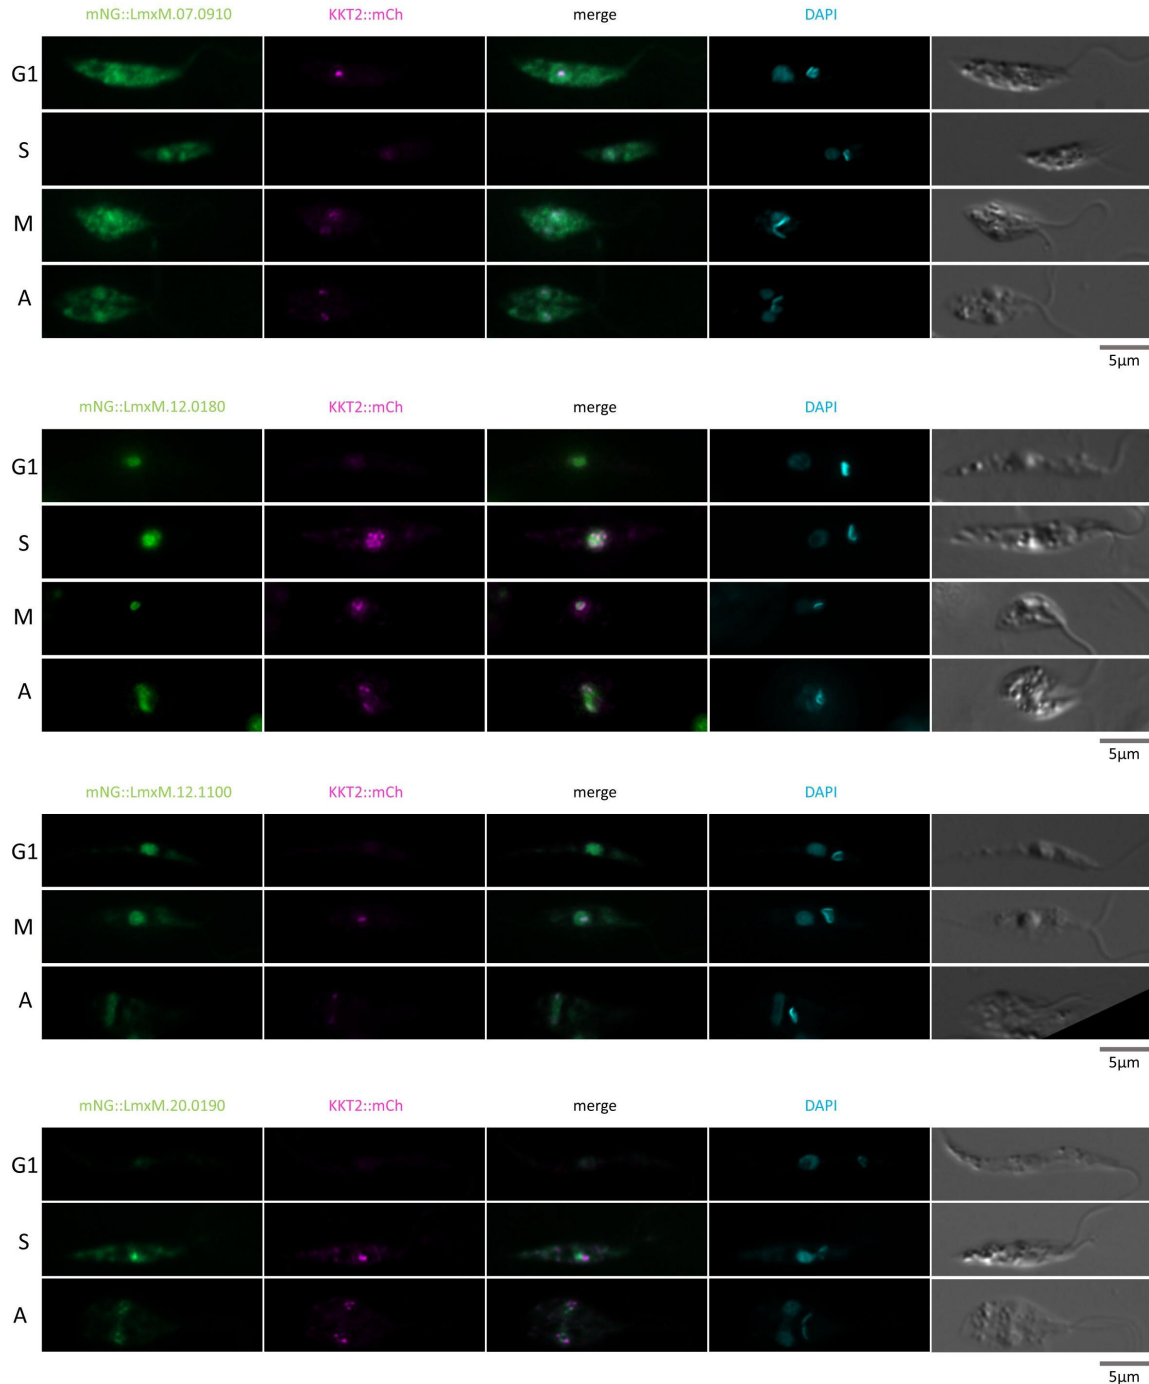 mNG::LmxM.07.0910 KKT2::mCh merge DAPI
G1
S
M
A
5µm
mNG::LmxM.12.0180 KKT2::mCh merge DAPI
G1
S
M
A
5µm
mNG::LmxM.12.1100 KKT2::mCh merge DAPI
G1
M
A
5µm
mNG::LmxM.20.0190 KKT2::mCh merge DAPI
G1
S
A
5µm